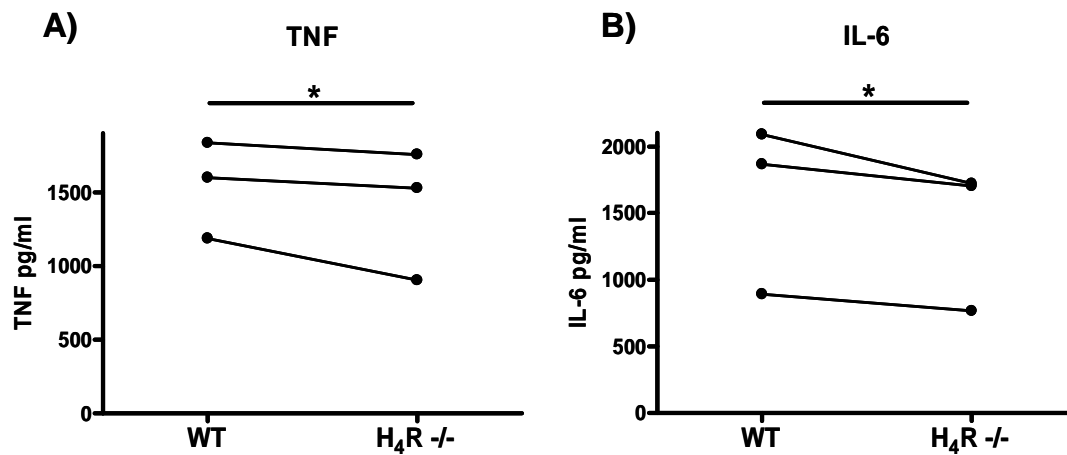 A)
TNF
*
TNF pg/ml
1500
1000
500
0
WT
H₄R -/-
B)
IL-6
*
IL-6 pg/ml
2000
1500
1000
500
0
WT
H₄R -/-